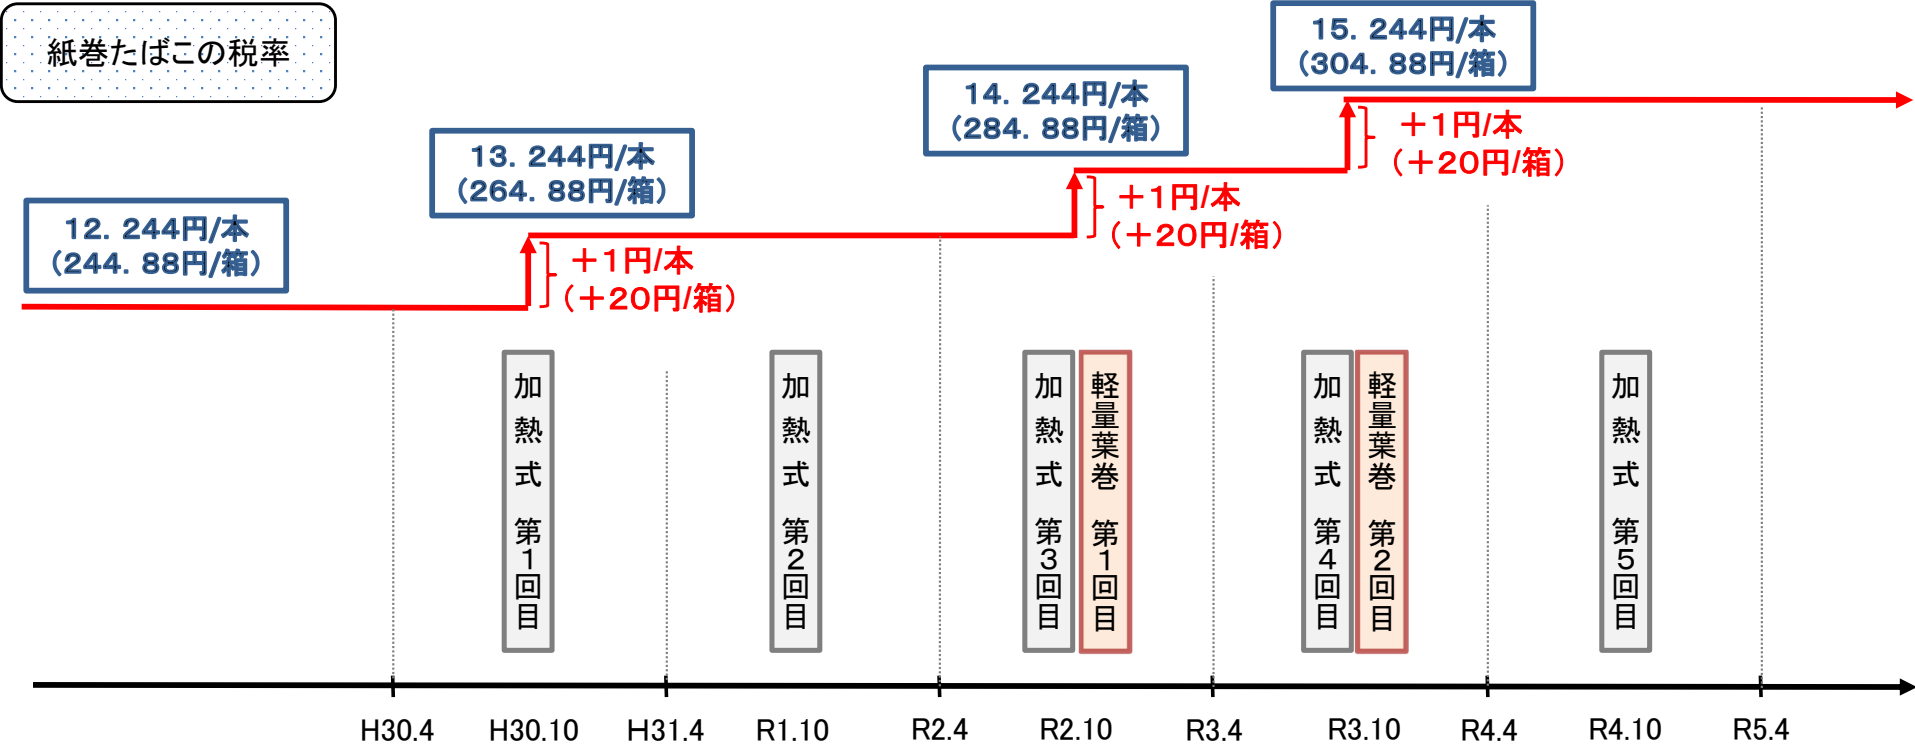 紙巻たばこの税率
15．244円/本
（304．88円/箱）
14．244円/本
（284．88円/箱）
13．244円/本
（264．88円/箱）
12．244円/本
（244．88円/箱）
＋1円/本
（＋20円/箱）
＋1円/本
（＋20円/箱）
＋1円/本
（＋20円/箱）
加熱式　第1回目
加熱式　第2回目
加熱式　第3回目
軽量葉巻　第1回目
加熱式　第4回目
軽量葉巻　第2回目
加熱式　第5回目
H30.4
H30.10
H31.4
R1.10
R2.4
R2.10
R3.4
R3.10
R4.4
R4.10
R5.4